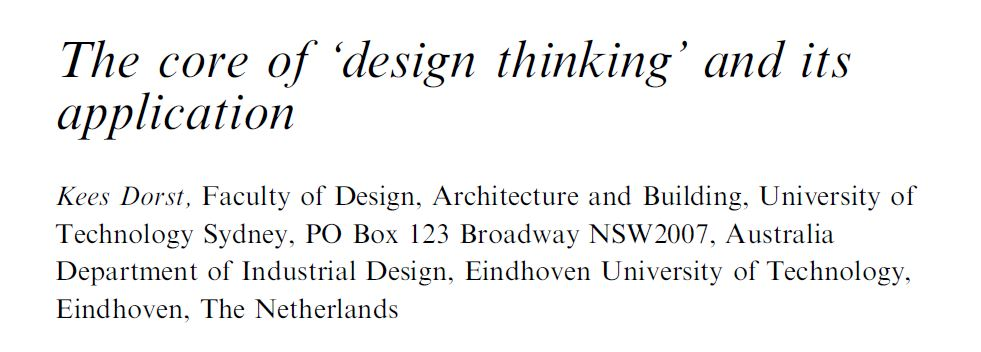 The core of ‘design thinking’ and its
application
Kees Dorst, Faculty of Design, Architecture and Building, University of
Technology Sydney, PO Box 123 Broadway NSW2007, Australia
Department of Industrial Design, Eindhoven University of Technology,
Eindhoven, The Netherlands